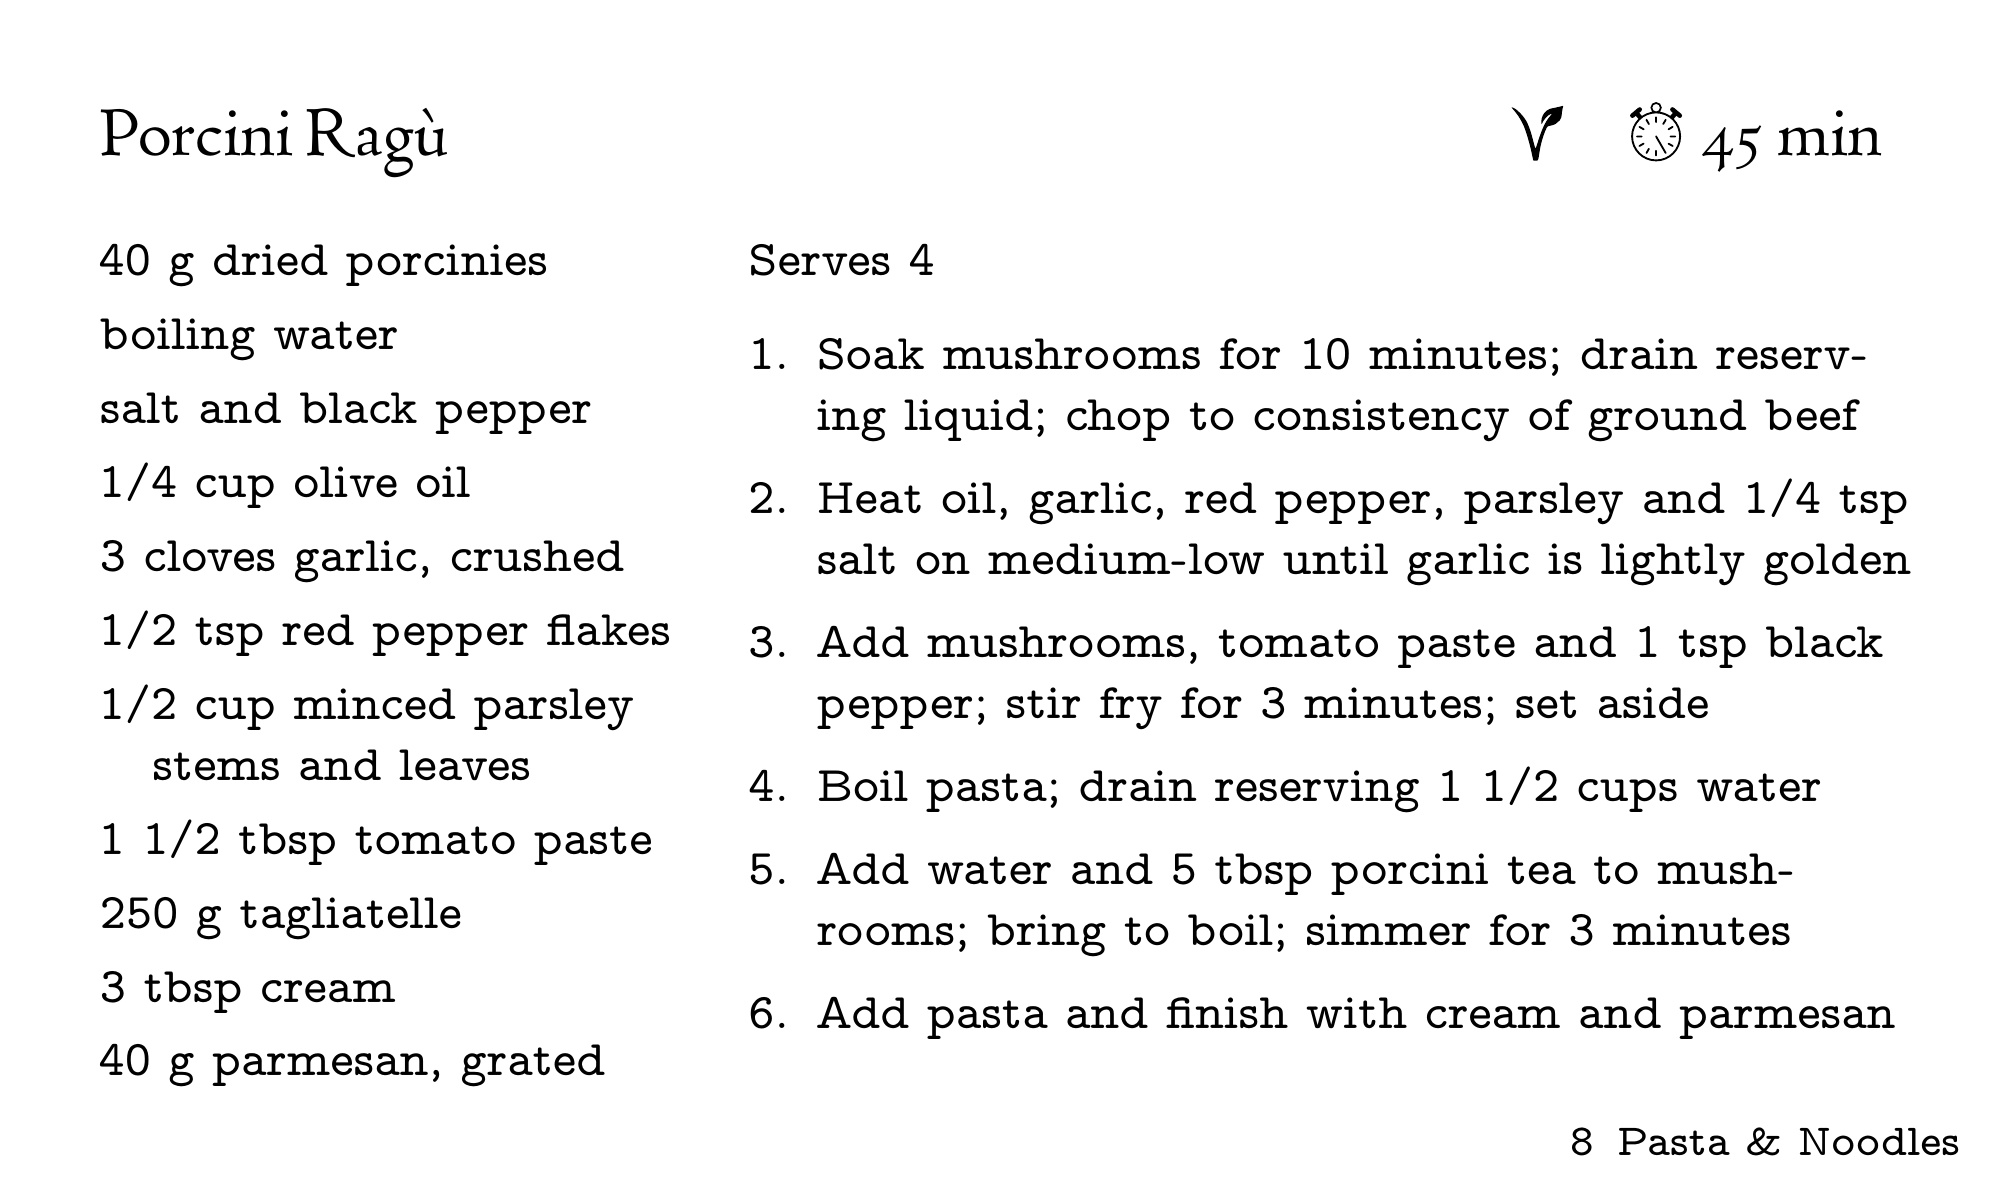 Porcini Ragù
45 min
40 g dried porcinies
boiling water
salt and black pepper
1/4 cup olive oil
3 cloves garlic, crushed
1/2 tsp red pepper flakes
1/2 cup minced parsley
stems and leaves
1 1/2 tbsp tomato paste
250 g tagliatelle
3 tbsp cream
40 g parmesan, grated
Serves 4
1. Soak mushrooms for 10 minutes; drain reserv-
ing liquid; chop to consistency of ground beef
2. Heat oil, garlic, red pepper, parsley and 1/4 tsp
salt on medium-low until garlic is lightly golden
3. Add mushrooms, tomato paste and 1 tsp black
pepper; stir fry for 3 minutes; set aside
4. Boil pasta; drain reserving 1 1/2 cups water
5. Add water and 5 tbsp porcini tea to mush-
rooms; bring to boil; simmer for 3 minutes
6. Add pasta and finish with cream and parmesan
8 Pasta & Noodles